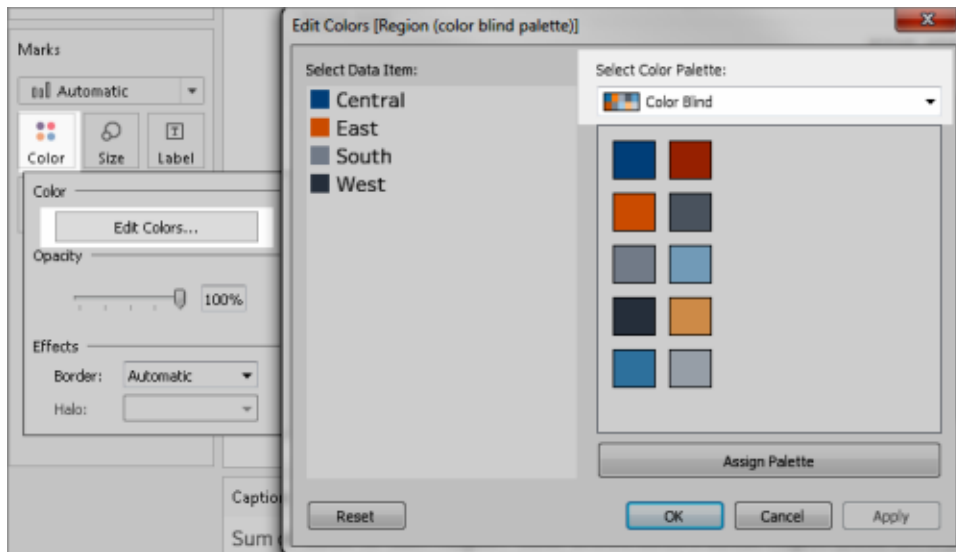 Marks
Automatic
Color
Size
Label
Color
Edit Colors...
Opacity
100%
Effects
Border: Automatic
Halo:
Sum
Edit Colors [Region (color blind palette)]
Select Data Item:
Central
East
South
West
Select Color Palette:
Color Blind
Assign Palette
Reset
OK
Cancel
Apply